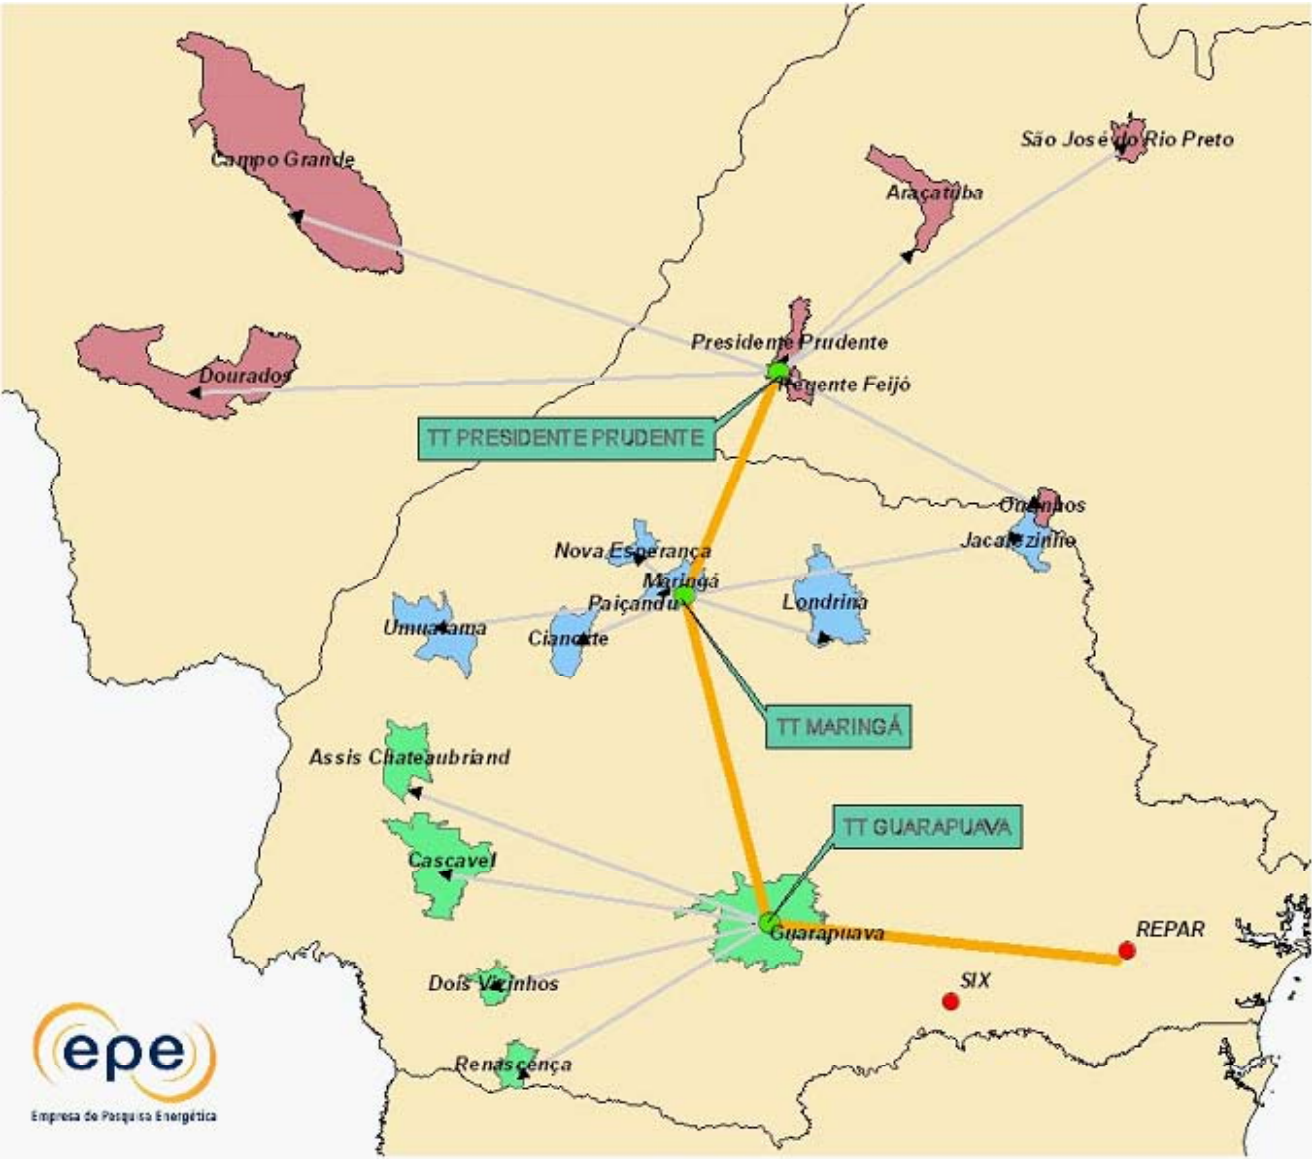 São José do Rio Preto
Campo Grande
Araçatuba
Presidente Prudente
Dourados
Regente Feijó
TT PRESIDENTE PRUDENTE
Ourinhos
Jacarezinho
Nova Esperança
Maringá
Paiçandu
Londrina
Umuarama
Cianorte
TT MARINGÁ
Assis Chateaubriand
TT GUARAPUAVA
Cascavel
REPAR
Guarapuava
SIX
Dois Vizinhos
epe
Renascença
Empresa de Pesquisa Energética